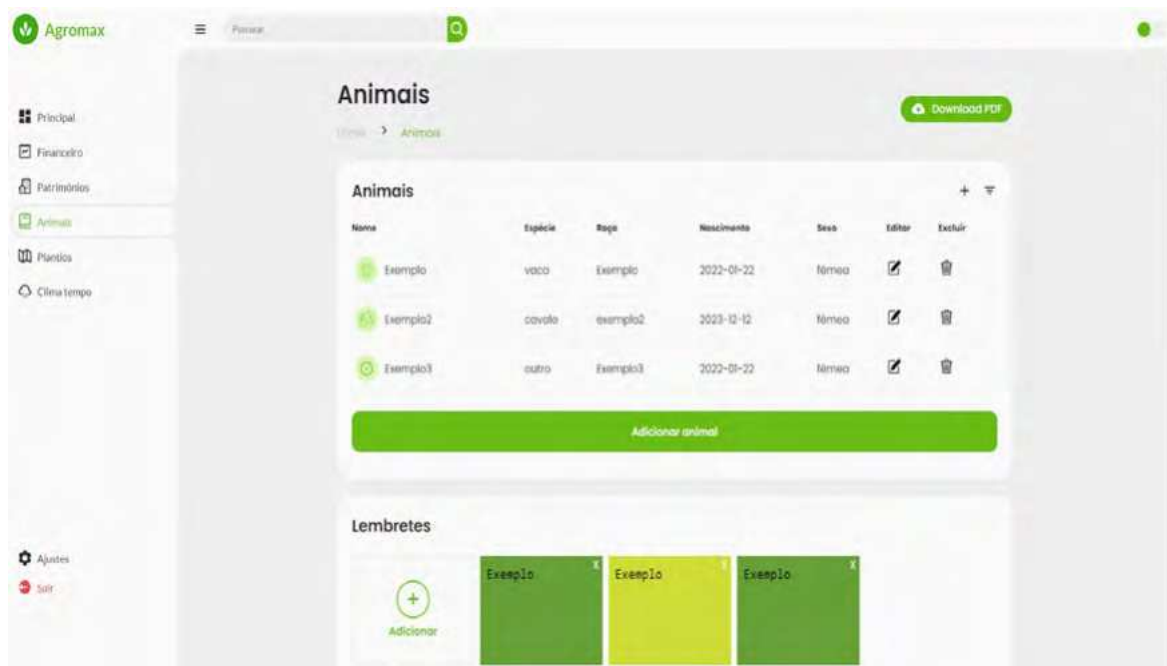 Agromax
Download PDF
Animais
> Animais
Principal
Financeiro
Patrimônios
Animais
Plantios
Clima tempo
Ajustes
Sair
Animais
+
Nome Espécie Raça Nascimento Sexo Editar Excluir
Exemplo vaca Exemplo 2022-01-22 fêmea
Exemplo2 cavalo exemplo2 2023-12-12 fêmea
Exemplo3 outro Exemplo3 2022-01-22 fêmea
Adicionar animal
Lembretes
+
Adicionar
Exemplo X
Exemplo X
Exemplo X